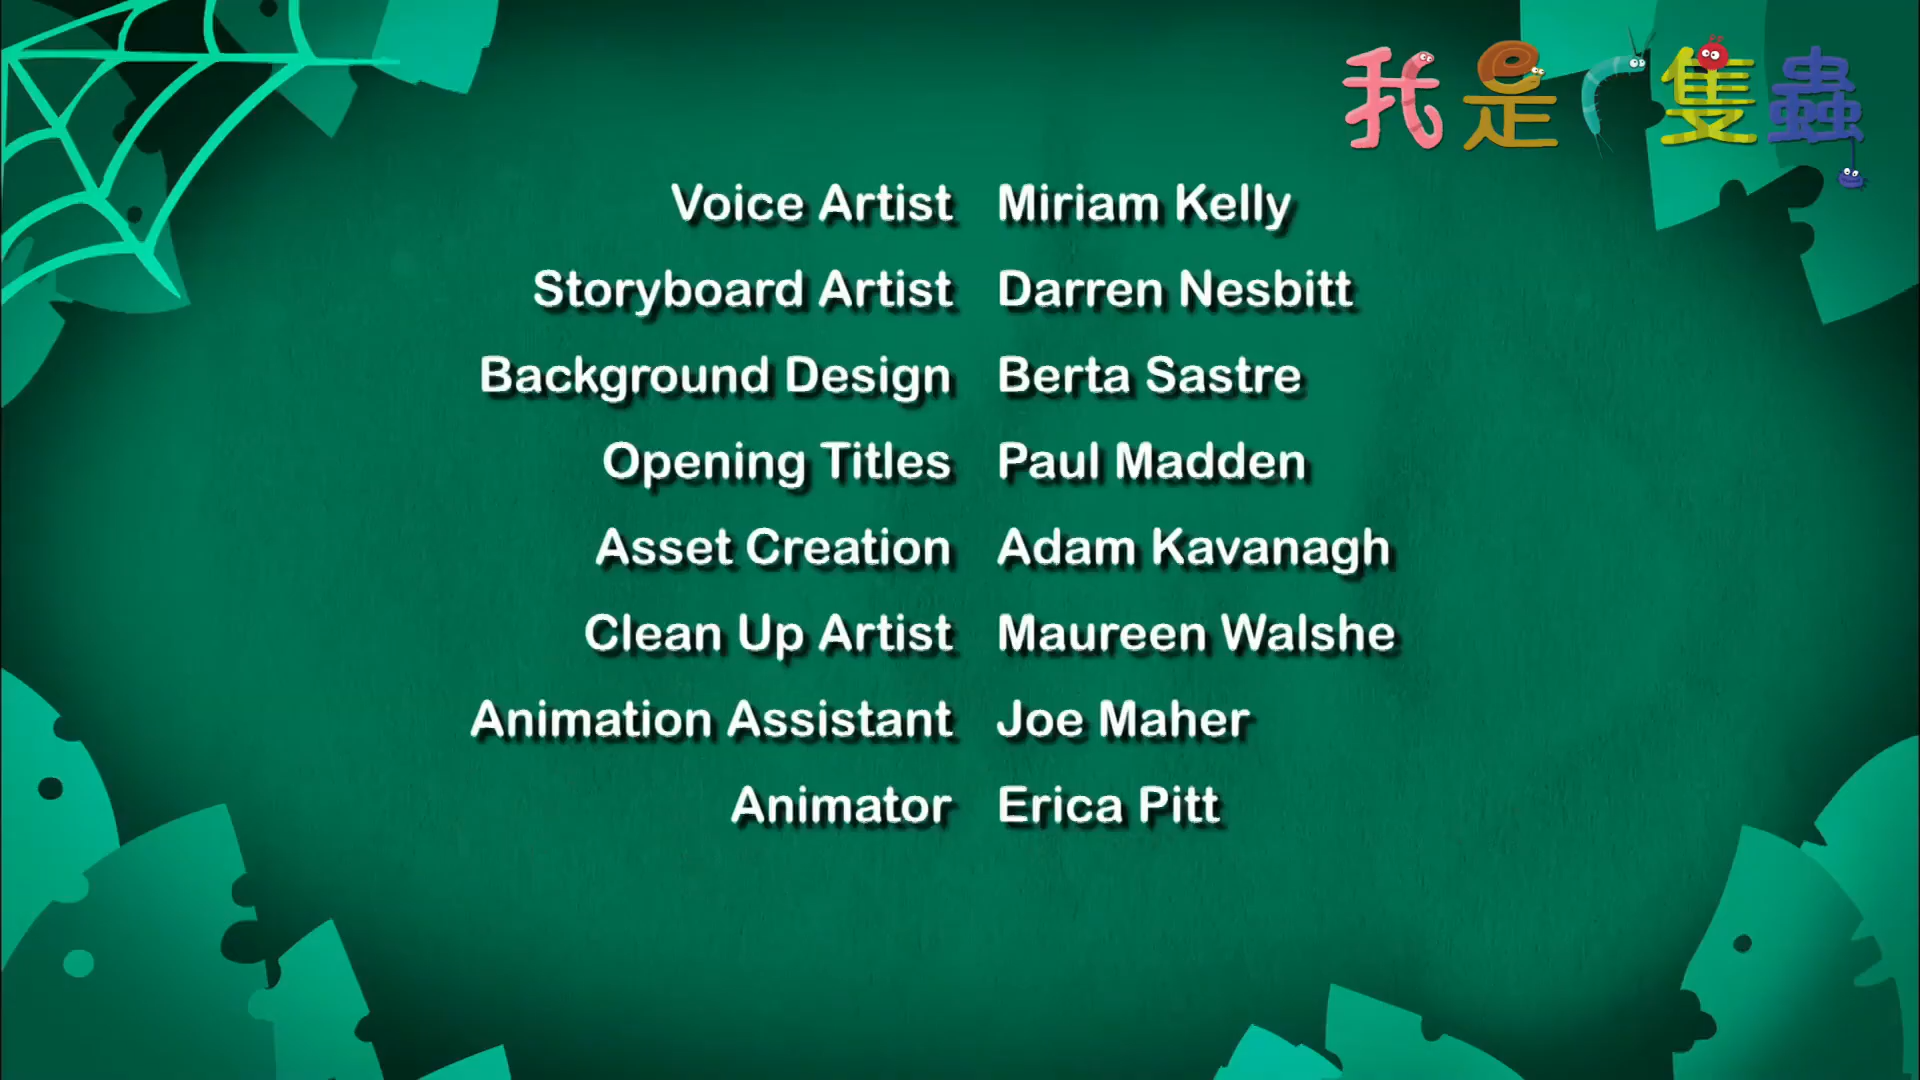 我是一隻蟲
Voice Artist Miriam Kelly
Storyboard Artist Darren Nesbitt
Background Design Berta Sastre
Opening Titles Paul Madden
Asset Creation Adam Kavanagh
Clean Up Artist Maureen Walshe
Animation Assistant Joe Maher
Animator Erica Pitt